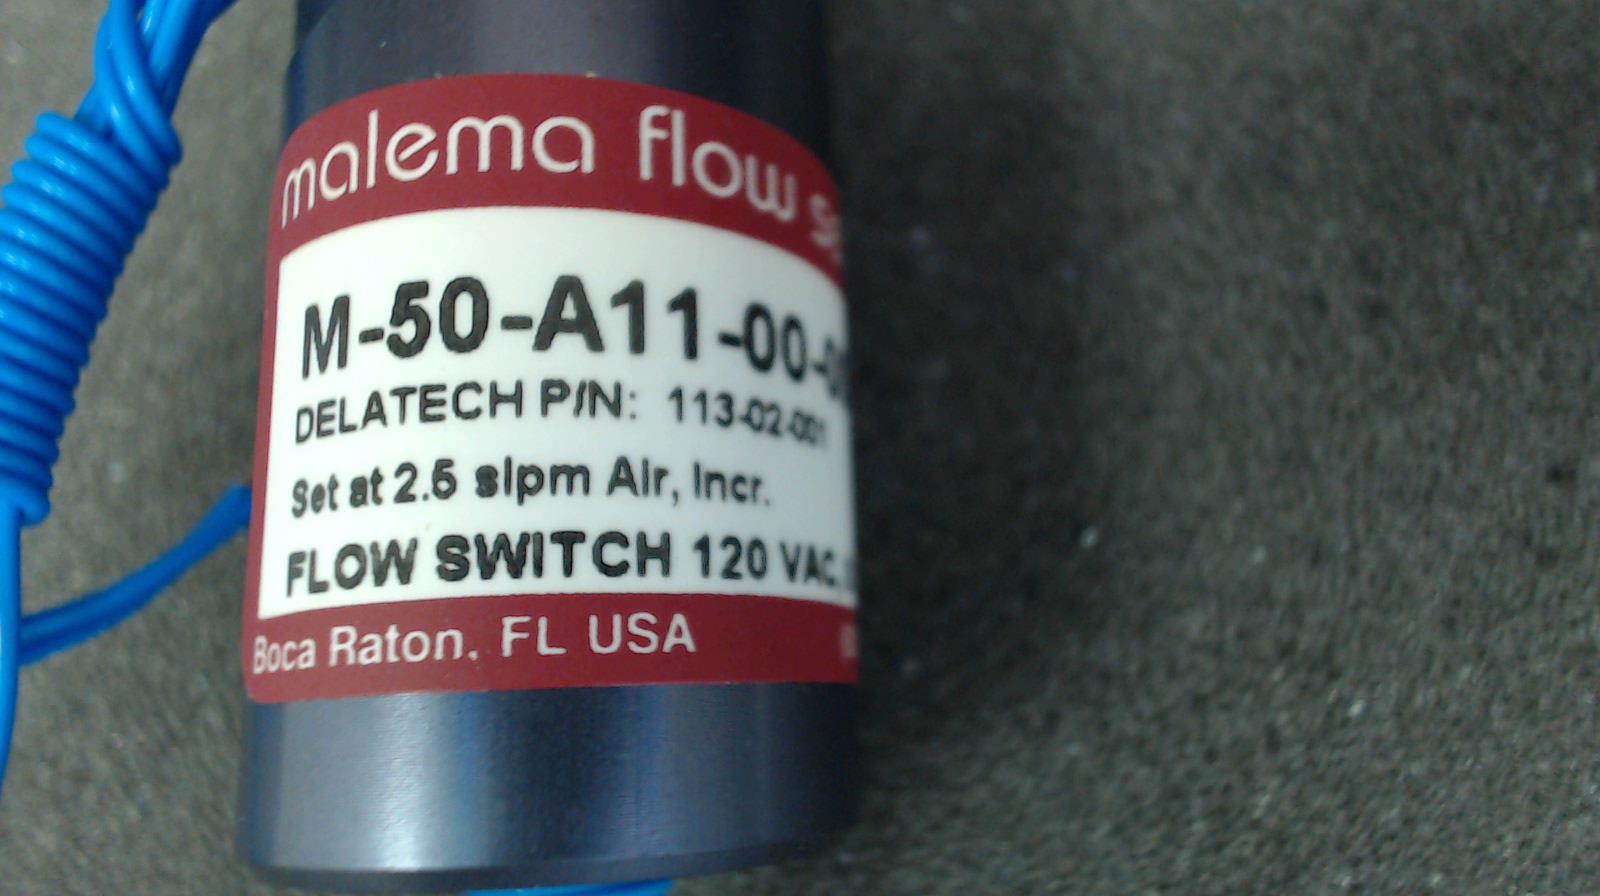 malema flow
M-50-A11-00-
DELATECH P/N: 113-02-001
Set at 2.5 slpm Air, Incr.
FLOW SWITCH 120 VAC,
Boca Raton, FL USA